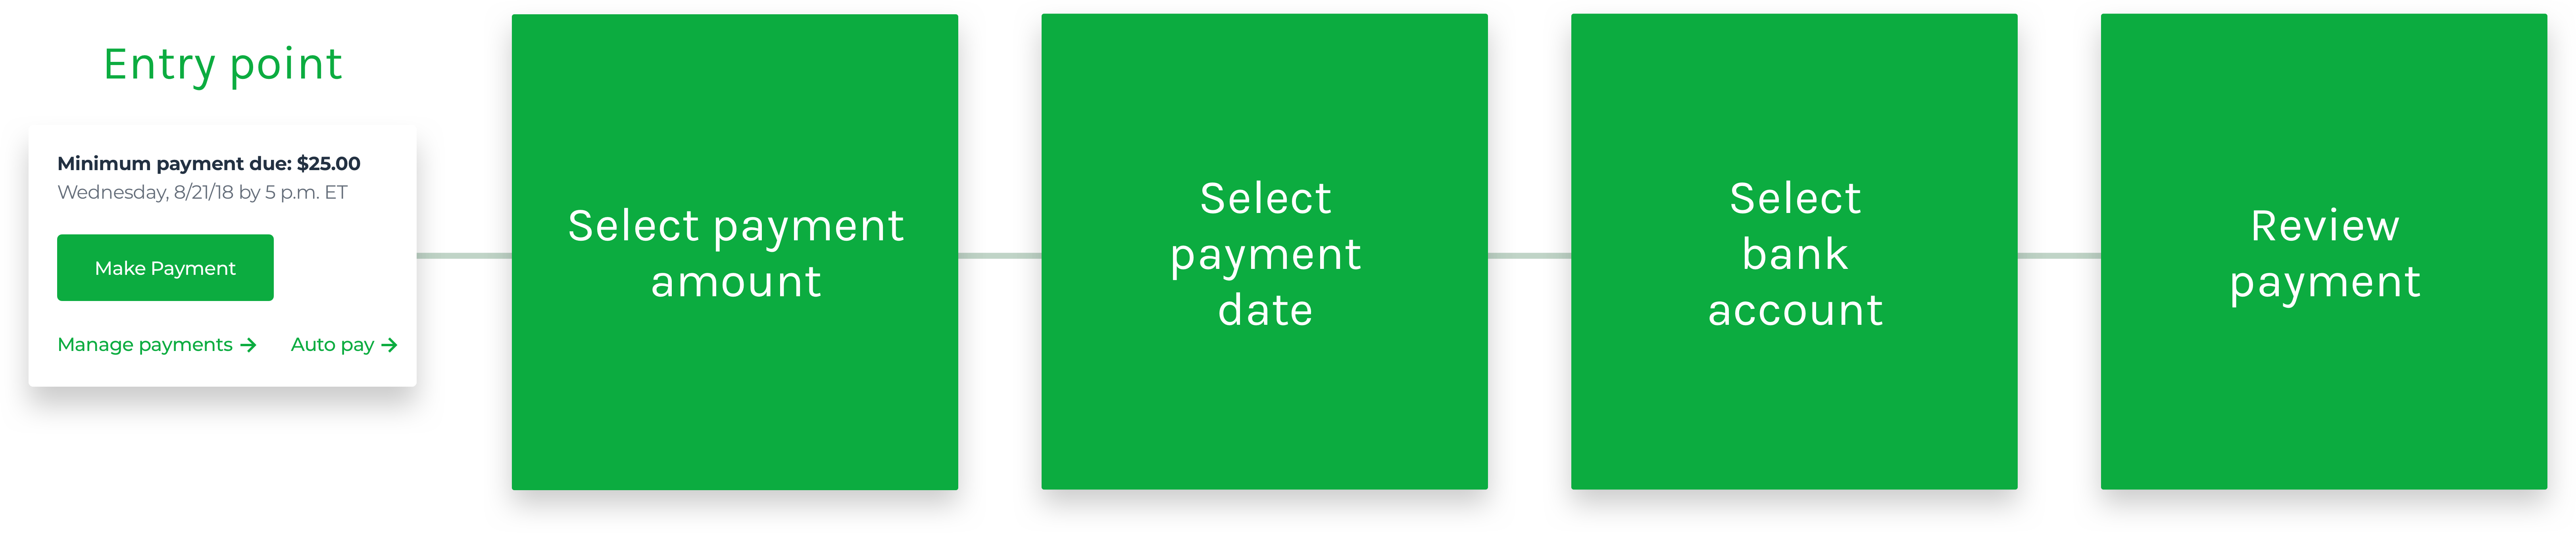 Entry point
Minimum payment due: $25.00
Wednesday, 8/21/18 by 5 p.m. ET
Make Payment
Manage payments → Auto pay →
Select payment
amount
Select
payment
date
Select
bank
account
Review
payment